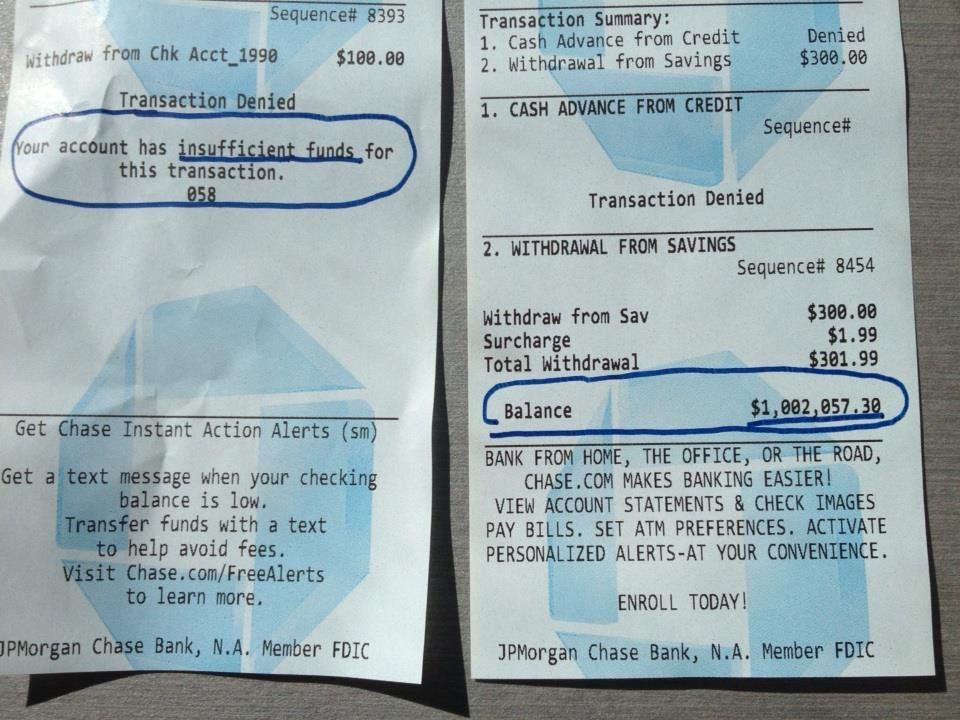 Sequence# 8393
Withdraw from Chk Acct_1990 $100.00
Transaction Denied
Your account has insufficient funds for
this transaction.
058
Get Chase Instant Action Alerts (sm)
Get a text message when your checking
balance is low.
Transfer funds with a text
to help avoid fees.
Visit Chase.com/FreeAlerts
to learn more.
JPMorgan Chase Bank, N.A. Member FDIC
Transaction Summary:
1. Cash Advance from Credit Denied
2. Withdrawal from Savings $300.00
1. CASH ADVANCE FROM CREDIT
Sequence#
Transaction Denied
2. WITHDRAWAL FROM SAVINGS
Sequence# 8454
Withdraw from Sav $300.00
Surcharge $1.99
Total Withdrawal $301.99
Balance $1,002,057.30
BANK FROM HOME, THE OFFICE, OR THE ROAD,
CHASE.COM MAKES BANKING EASIER!
VIEW ACCOUNT STATEMENTS & CHECK IMAGES
PAY BILLS. SET ATM PREFERENCES. ACTIVATE
PERSONALIZED ALERTS-AT YOUR CONVENIENCE.
ENROLL TODAY!
JPMorgan Chase Bank, N.A. Member FDIC